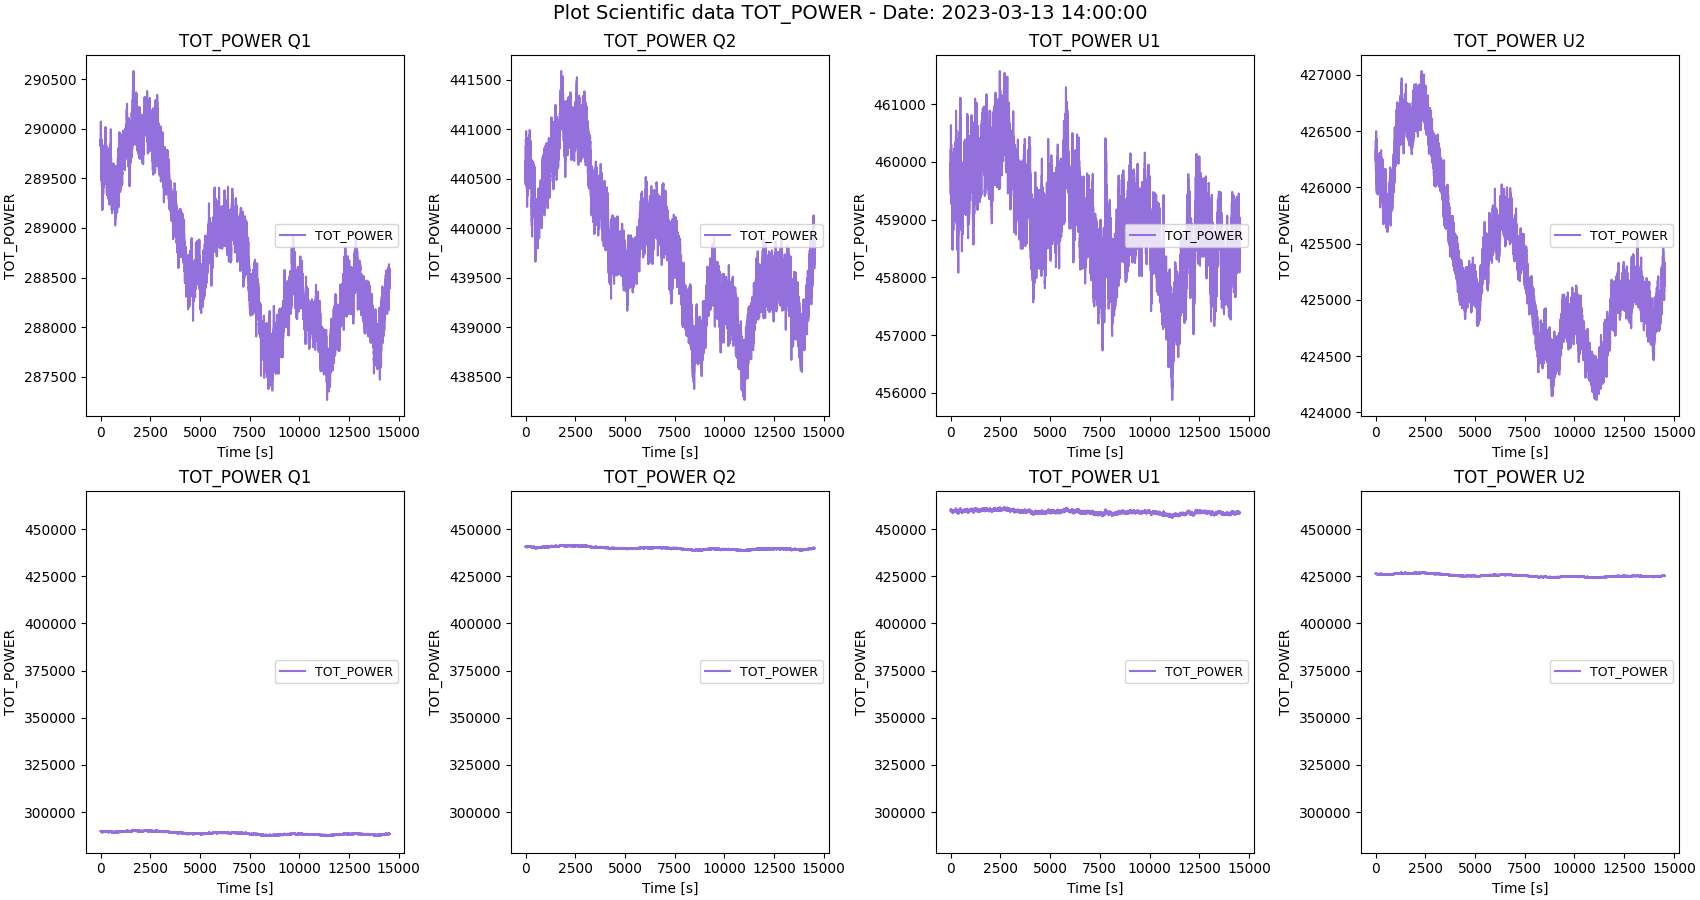 Plot Scientific data TOT_POWER - Date: 2023-03-13 14:00:00
TOT_POWER Q1
TOT_POWER
290500
290000
289500
289000
288500
288000
287500
TOT_POWER
0 2500 5000 7500 10000 12500 15000
Time [s]
TOT_POWER Q2
TOT_POWER
441500
441000
440500
440000
439500
439000
438500
TOT_POWER
0 2500 5000 7500 10000 12500 15000
Time [s]
TOT_POWER U1
TOT_POWER
461000
460000
459000
458000
457000
456000
TOT_POWER
0 2500 5000 7500 10000 12500 15000
Time [s]
TOT_POWER U2
TOT_POWER
427000
426500
426000
425500
425000
424500
424000
TOT_POWER
0 2500 5000 7500 10000 12500 15000
Time [s]
TOT_POWER Q1
TOT_POWER
450000
425000
400000
375000
350000
325000
300000
TOT_POWER
0 2500 5000 7500 10000 12500 15000
Time [s]
TOT_POWER Q2
TOT_POWER
450000
425000
400000
375000
350000
325000
300000
TOT_POWER
0 2500 5000 7500 10000 12500 15000
Time [s]
TOT_POWER U1
TOT_POWER
450000
425000
400000
375000
350000
325000
300000
TOT_POWER
0 2500 5000 7500 10000 12500 15000
Time [s]
TOT_POWER U2
TOT_POWER
450000
425000
400000
375000
350000
325000
300000
TOT_POWER
0 2500 5000 7500 10000 12500 15000
Time [s]